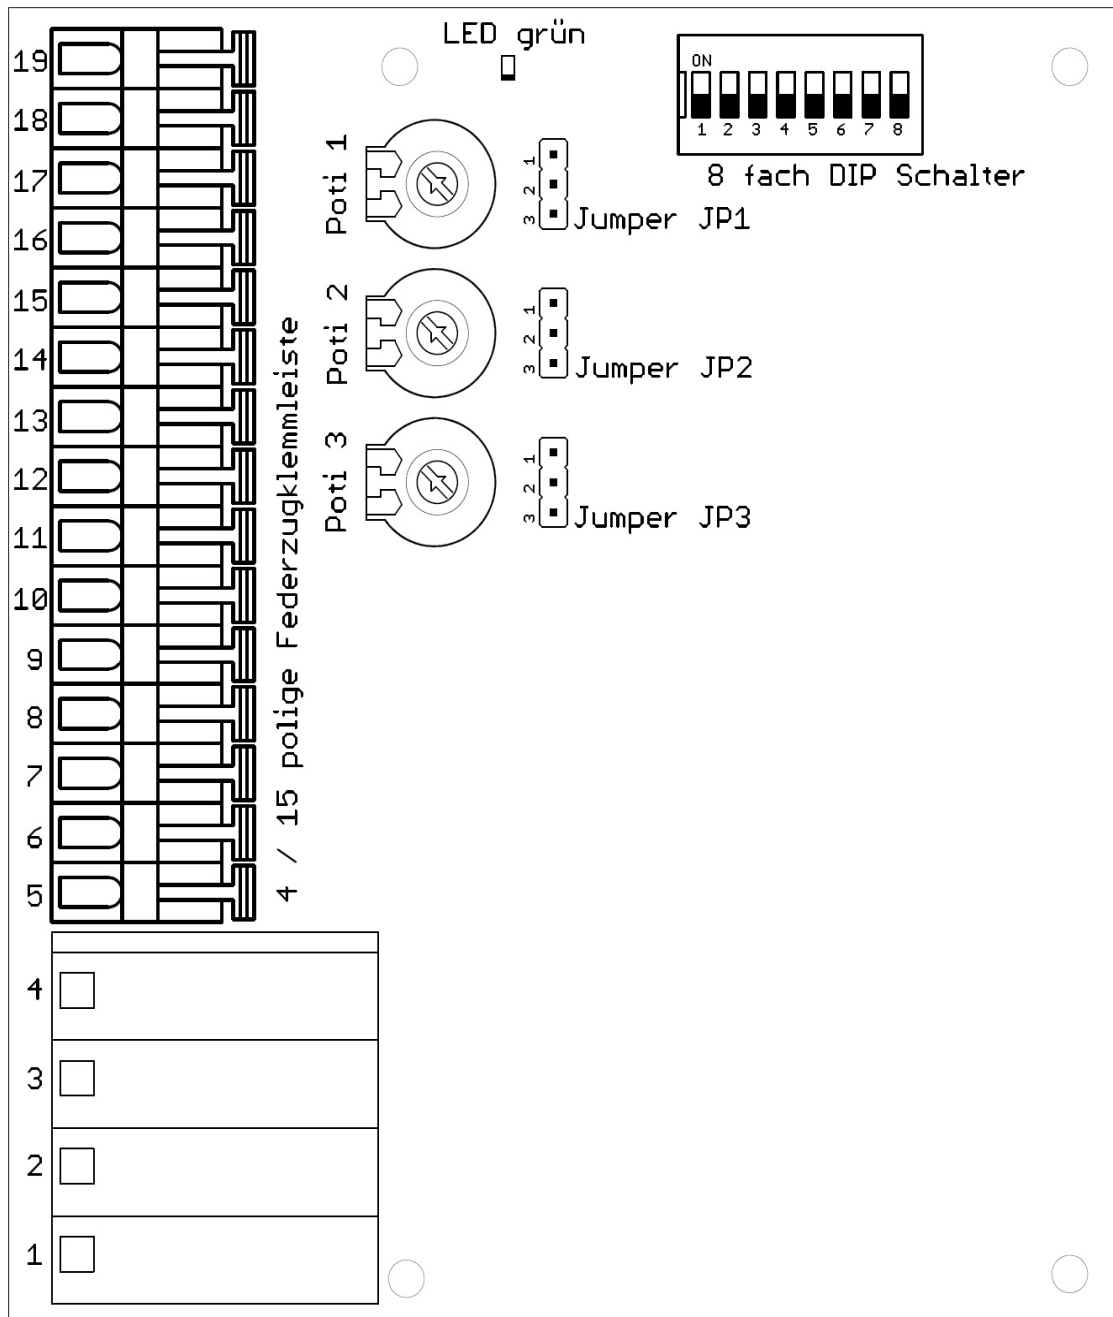 LED grün
ON
1 2 3 4 5 6 7 8
8 fach DIP Schalter
19
18
17
16
15
14
13
12
11
10
9
8
7
6
5
4
3
2
1
4 / 15 polige Federzugklemmleiste
Poti 1
1
2
3
Jumper JP1
Poti 2
1
2
3
Jumper JP2
Poti 3
1
2
3
Jumper JP3